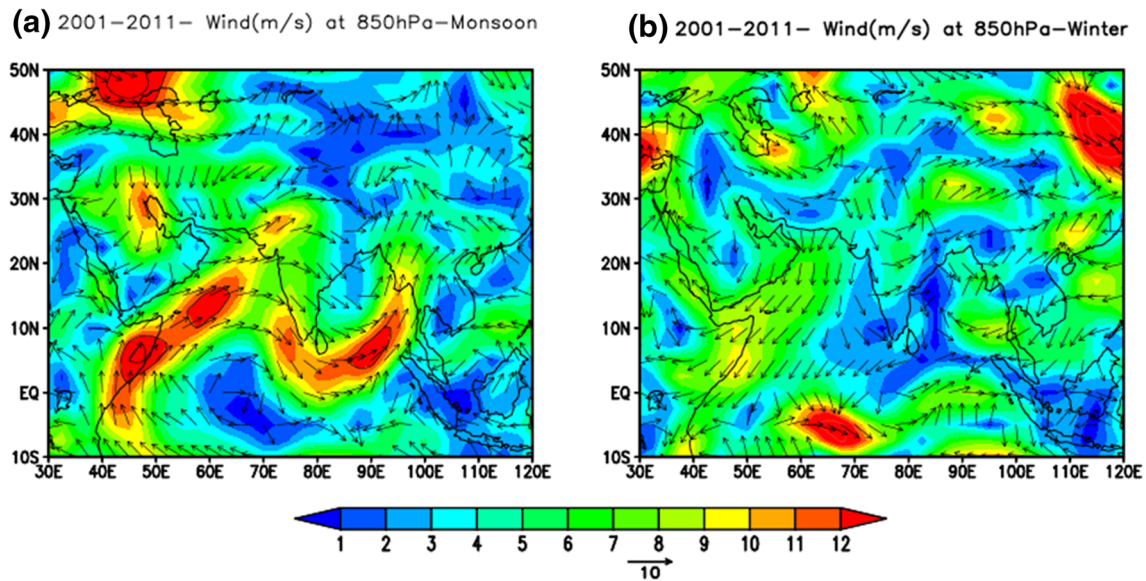 (a) 2001-2011- Wind(m/s) at 850hPa-Monsoon
50N
40N
30N
20N
10N
EQ
10S
30E 40E 50E 60E 70E 80E 90E 100E 110E 120E
(b) 2001-2011- Wind(m/s) at 850hPa-Winter
50N
40N
30N
20N
10N
EQ
10S
30E 40E 50E 60E 70E 80E 90E 100E 110E 120E
1 2 3 4 5 6 7 8 9 10 11 12
10